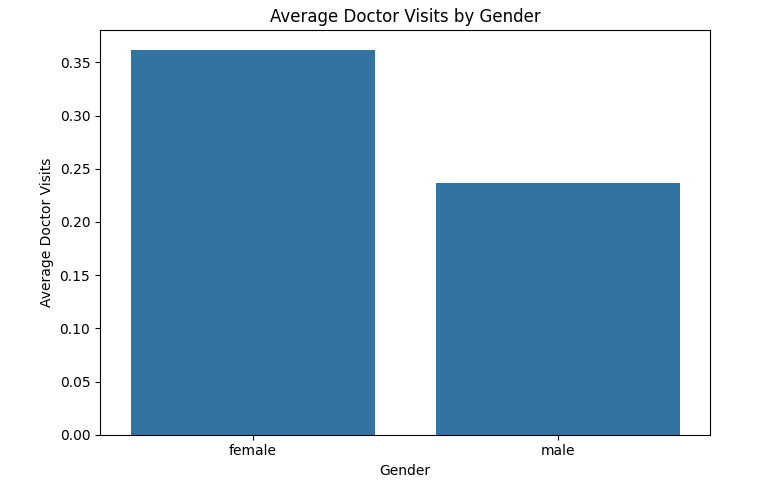 Average Doctor Visits by Gender
Average Doctor Visits
0.35
0.30
0.25
0.20
0.15
0.10
0.05
0.00
female male
Gender